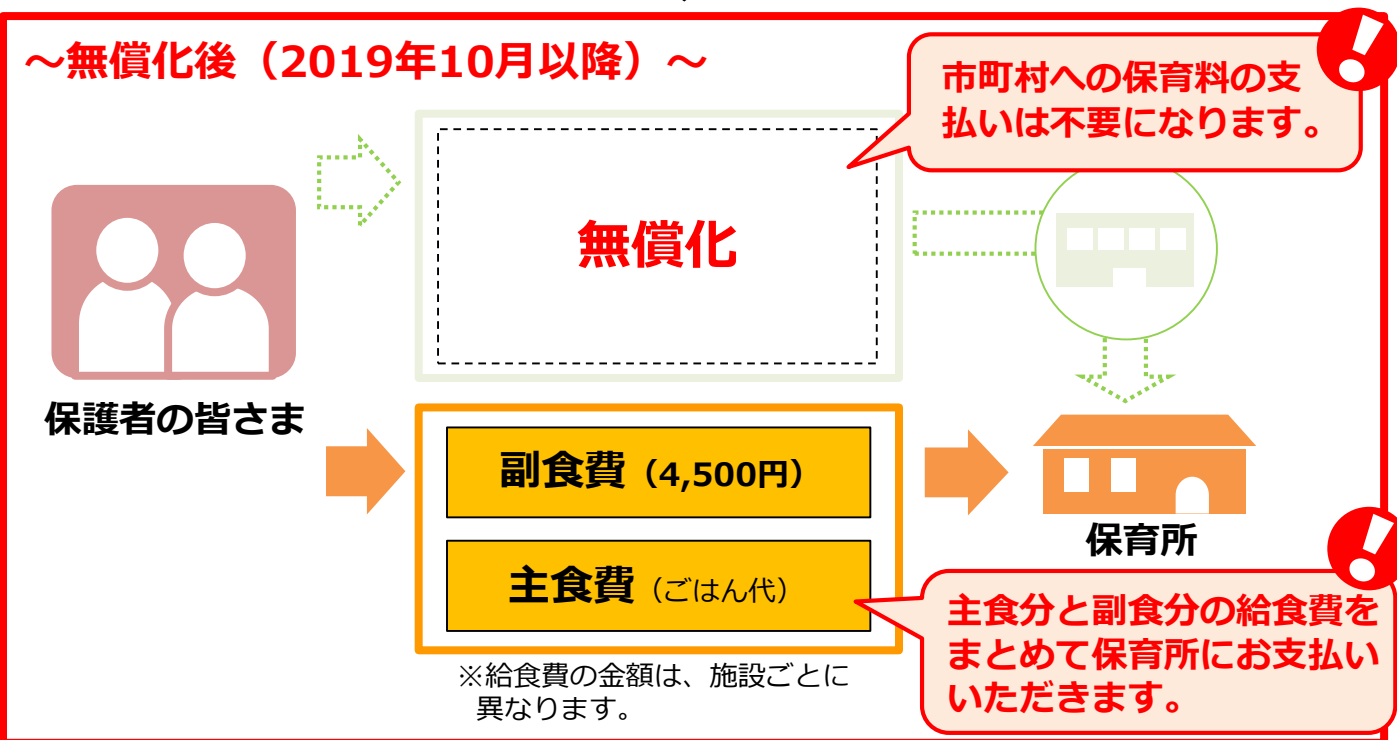 ~無償化後（2019年10月以降）~
市町村への保育料の支
払いは不要になります。
無償化
保護者の皆さま
副食費（4,500円）
保育所
主食費（ごはん代）
主食分と副食分の給食費を
まとめて保育所にお支払い
いただきます。
※給食費の金額は、施設ごとに
異なります。